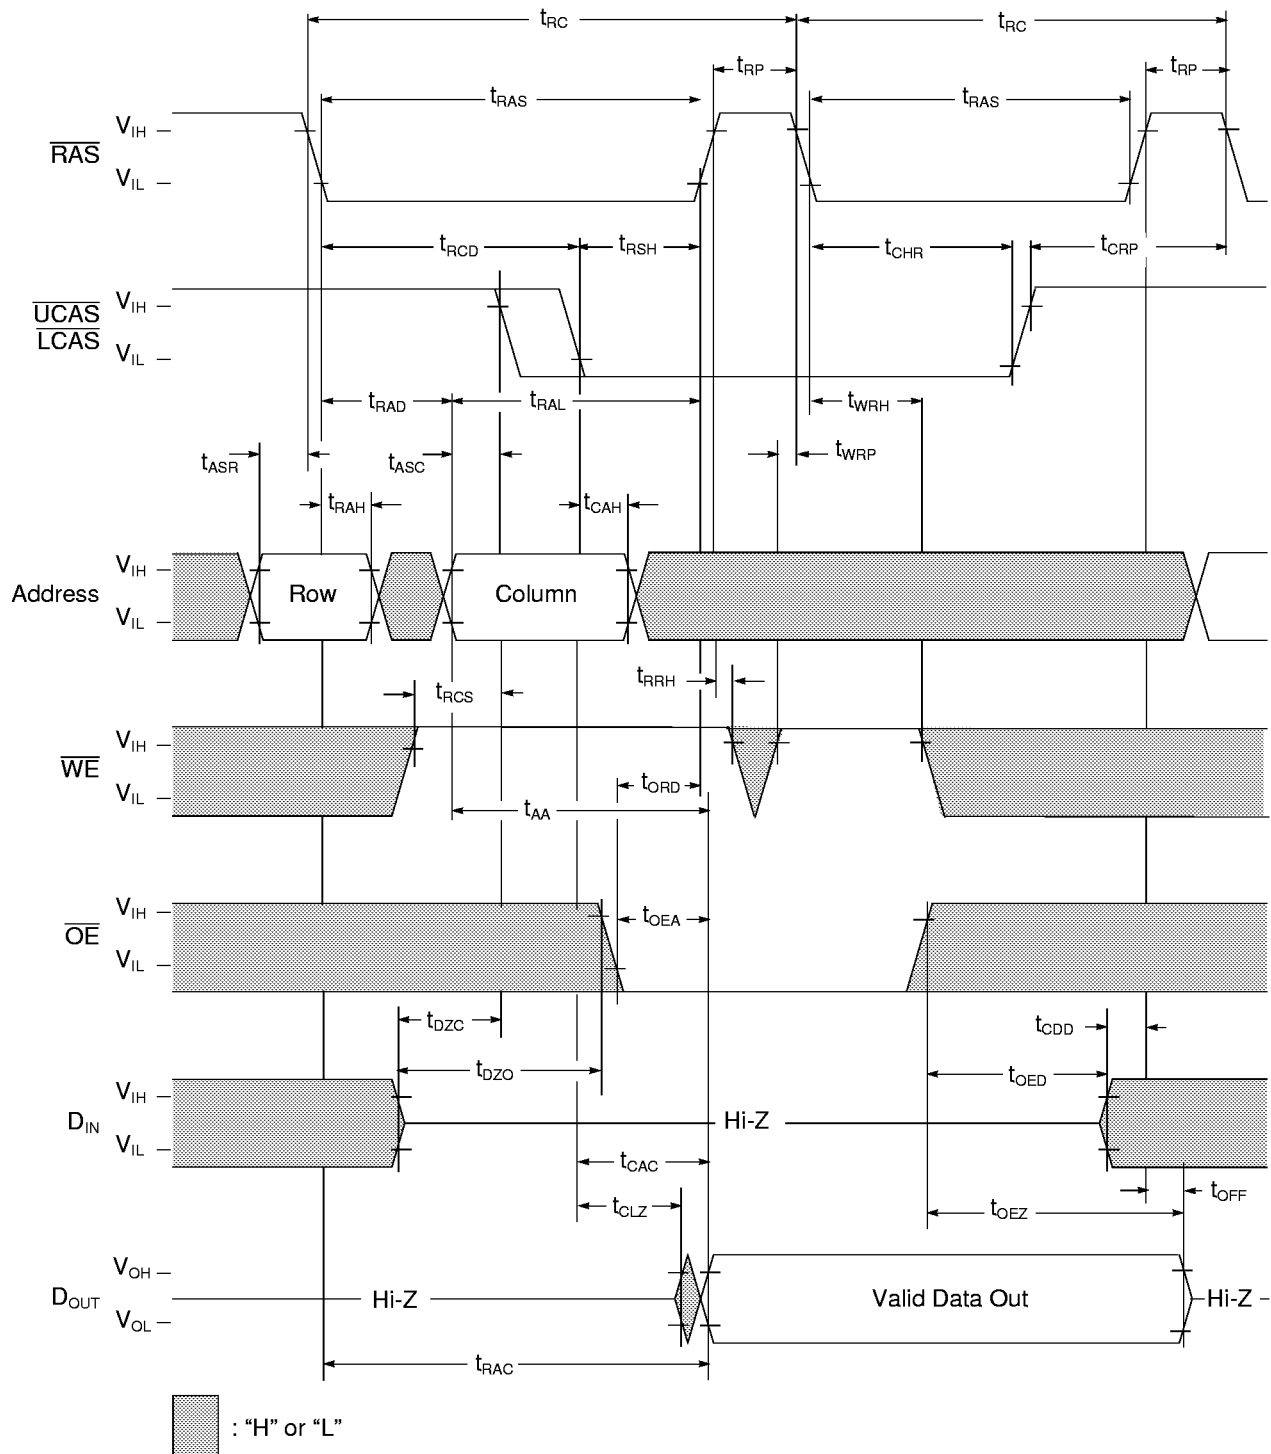 tRC tRC
tRP tRP
tRAS tRAS
RAS VIH
VIL
tRCD tRSH tCHR tCRP
UCAS VIH
LCAS VIL
tRAD tRAL tWRH
tASR tASC tWRP
tRAH tCAH
Address VIH
Row Column
VIL
tRCS tRRH
WE VIH
VIL
tORD
tAA
OE VIH
tOEA
VIL
tDZC tCDD
tDZO tOED
DIN VIH
Hi-Z
VIL
tCAC
tCLZ tOEZ tOFF
VOH
DOUT Hi-Z Valid Data Out Hi-Z
VOL
tRAC
: “H” or “L”